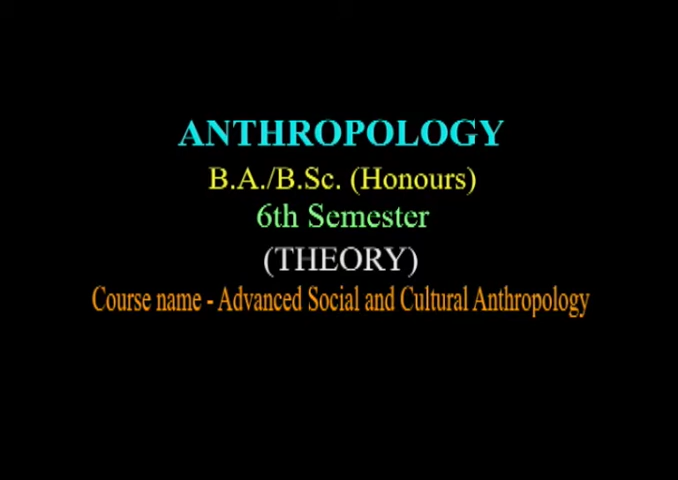 ANTHROPOLOGY
B.A./B.Sc. (Honours)
6th Semester
(THEORY)
Course name - Advanced Social and Cultural Anthropology